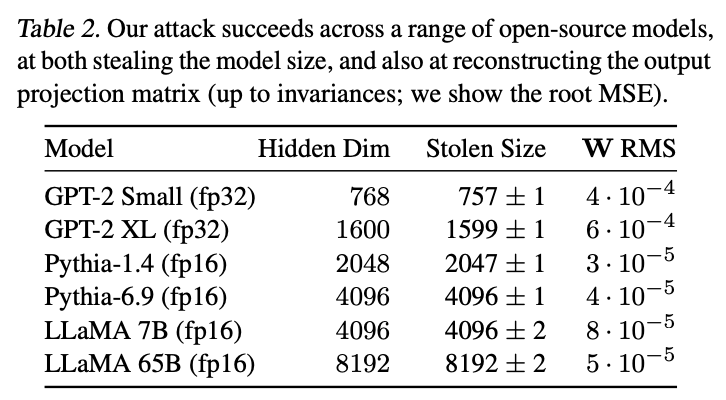 Table 2. Our attack succeeds across a range of open-source models,
at both stealing the model size, and also at reconstructing the output
projection matrix (up to invariances; we show the root MSE).
Model Hidden Dim Stolen Size W RMS
GPT-2 Small (fp32) 768 757 ± 1 4 · 10⁻⁴
GPT-2 XL (fp32) 1600 1599 ± 1 6 · 10⁻⁴
Pythia-1.4 (fp16) 2048 2047 ± 1 3 · 10⁻⁵
Pythia-6.9 (fp16) 4096 4096 ± 1 4 · 10⁻⁵
LLaMA 7B (fp16) 4096 4096 ± 2 8 · 10⁻⁵
LLaMA 65B (fp16) 8192 8192 ± 2 5 · 10⁻⁵